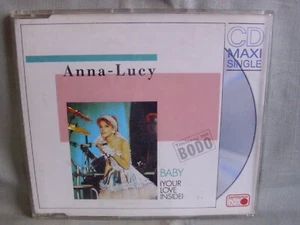 CD
MAXI
SINGLE
Anna-Lucy
BODO
BABY
(YOUR
LOVE
INSIDE)